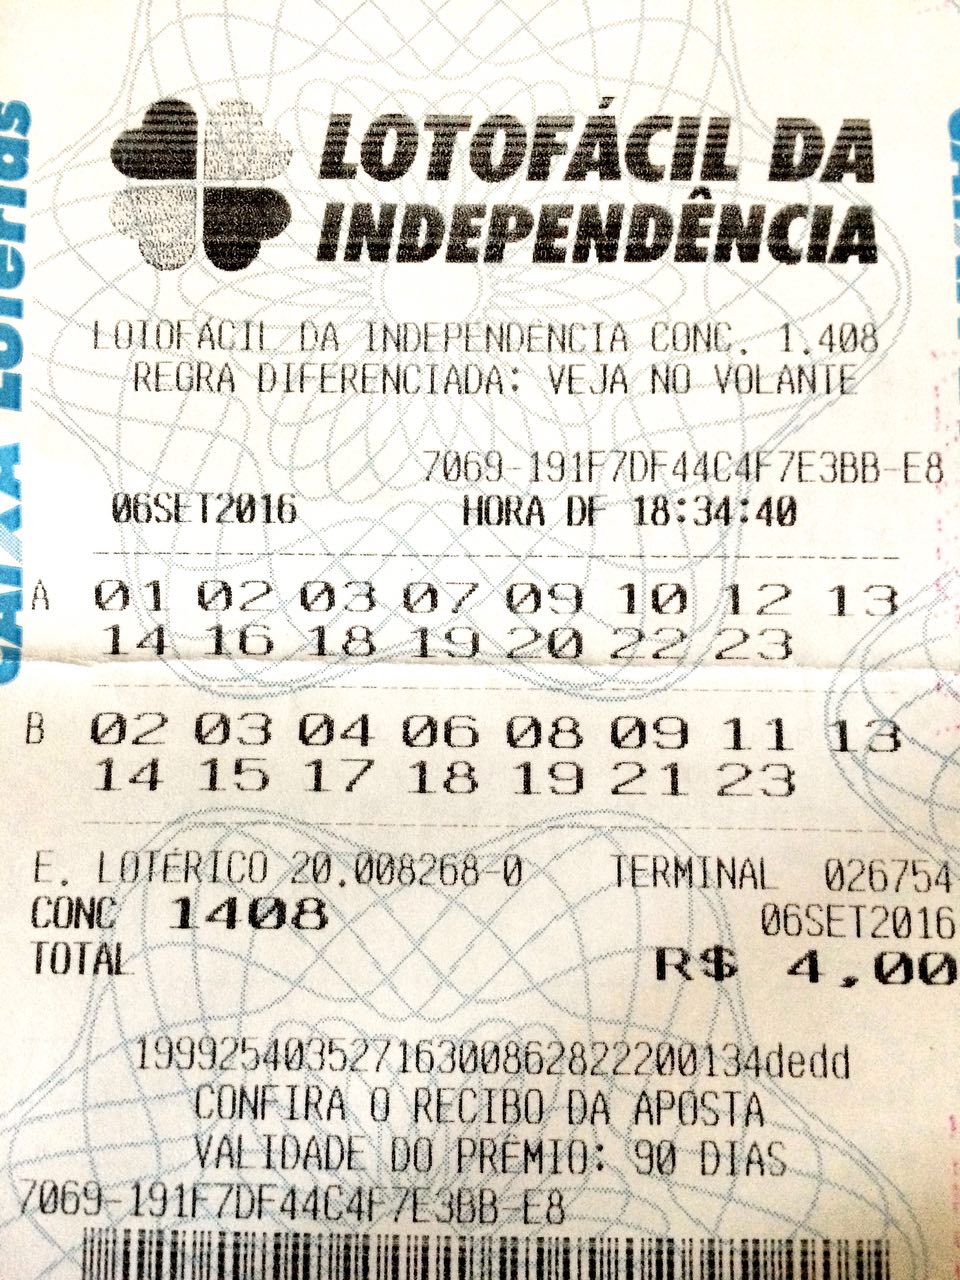 LOTOFÁCIL DA
INDEPENDÊNCIA
LOTOFÁCIL DA INDEPENDÊNCIA CONC. 1.408
REGRA DIFERENCIADA: VEJA NO VOLANTE
7069-191F7DF44C4F7E3BB-E8
06SET2016 HORA DF 18:34:40
A 01 02 03 07 09 10 12 13
14 16 18 19 20 22 23
B 02 03 04 06 08 09 11 13
14 15 17 18 19 21 23
E. LOTÉRICO 20.008268-0 TERMINAL 026754
CONC 1408 06SET2016
TOTAL R$ 4,00
19992540352716300862822200134dedd
CONFIRA O RECIBO DA APOSTA
VALIDADE DO PRÊMIO: 90 DIAS
7069-191F7DF44C4F7E3BB-E8
CAIXA Loterias